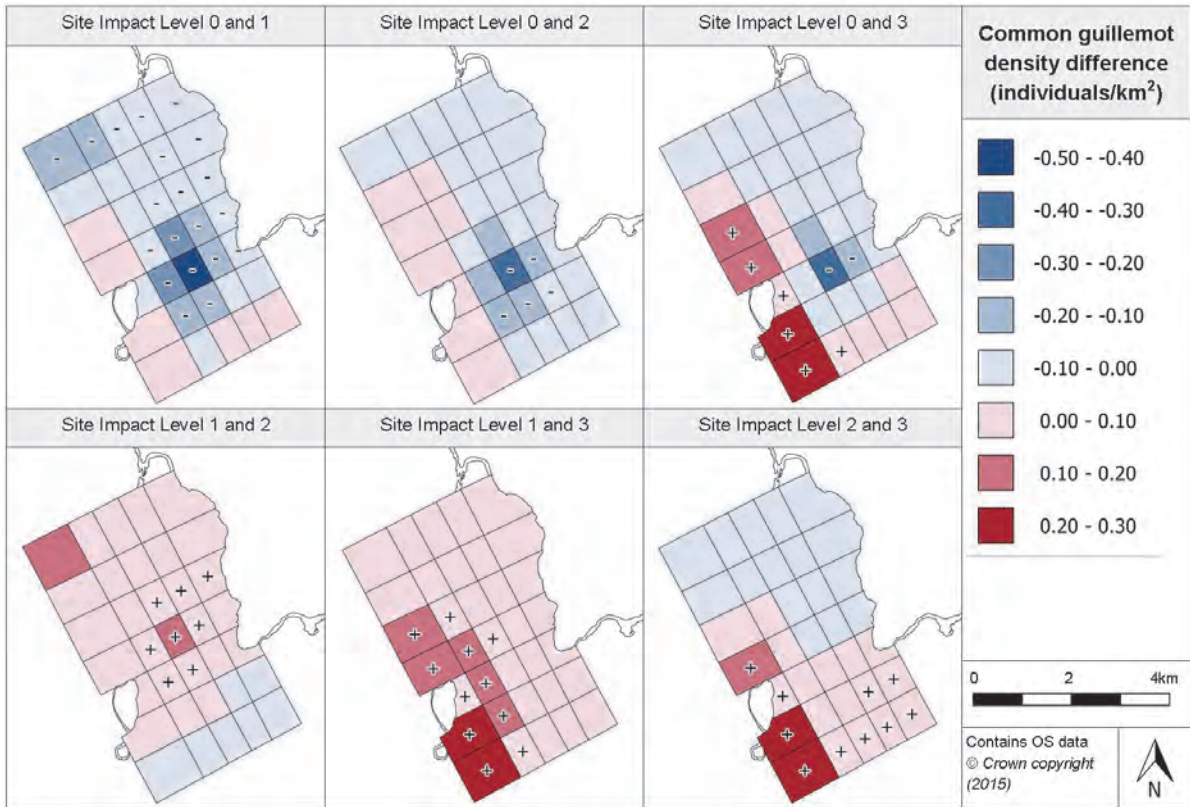 Site Impact Level 0 and 1
Site Impact Level 0 and 2
Site Impact Level 0 and 3
Site Impact Level 1 and 2
Site Impact Level 1 and 3
Site Impact Level 2 and 3
Common guillemot
density difference
(individuals/km²)
-0.50 - -0.40
-0.40 - -0.30
-0.30 - -0.20
-0.20 - -0.10
-0.10 - 0.00
0.00 - 0.10
0.10 - 0.20
0.20 - 0.30
0 2 4km
Contains OS data
© Crown copyright
(2015)
N